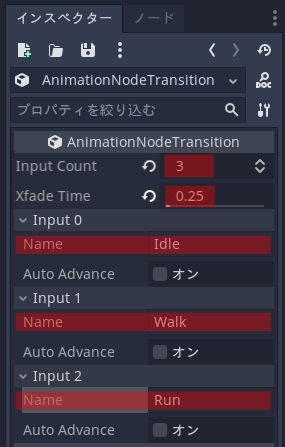 インスペクター ノード
AnimationNodeTransition
DOC
プロパティを絞り込む
AnimationNodeTransition
Input Count 3
Xfade Time 0.25
Input 0
Name Idle
Auto Advance オン
Input 1
Name Walk
Auto Advance オン
Input 2
Name Run
Auto Advance オン